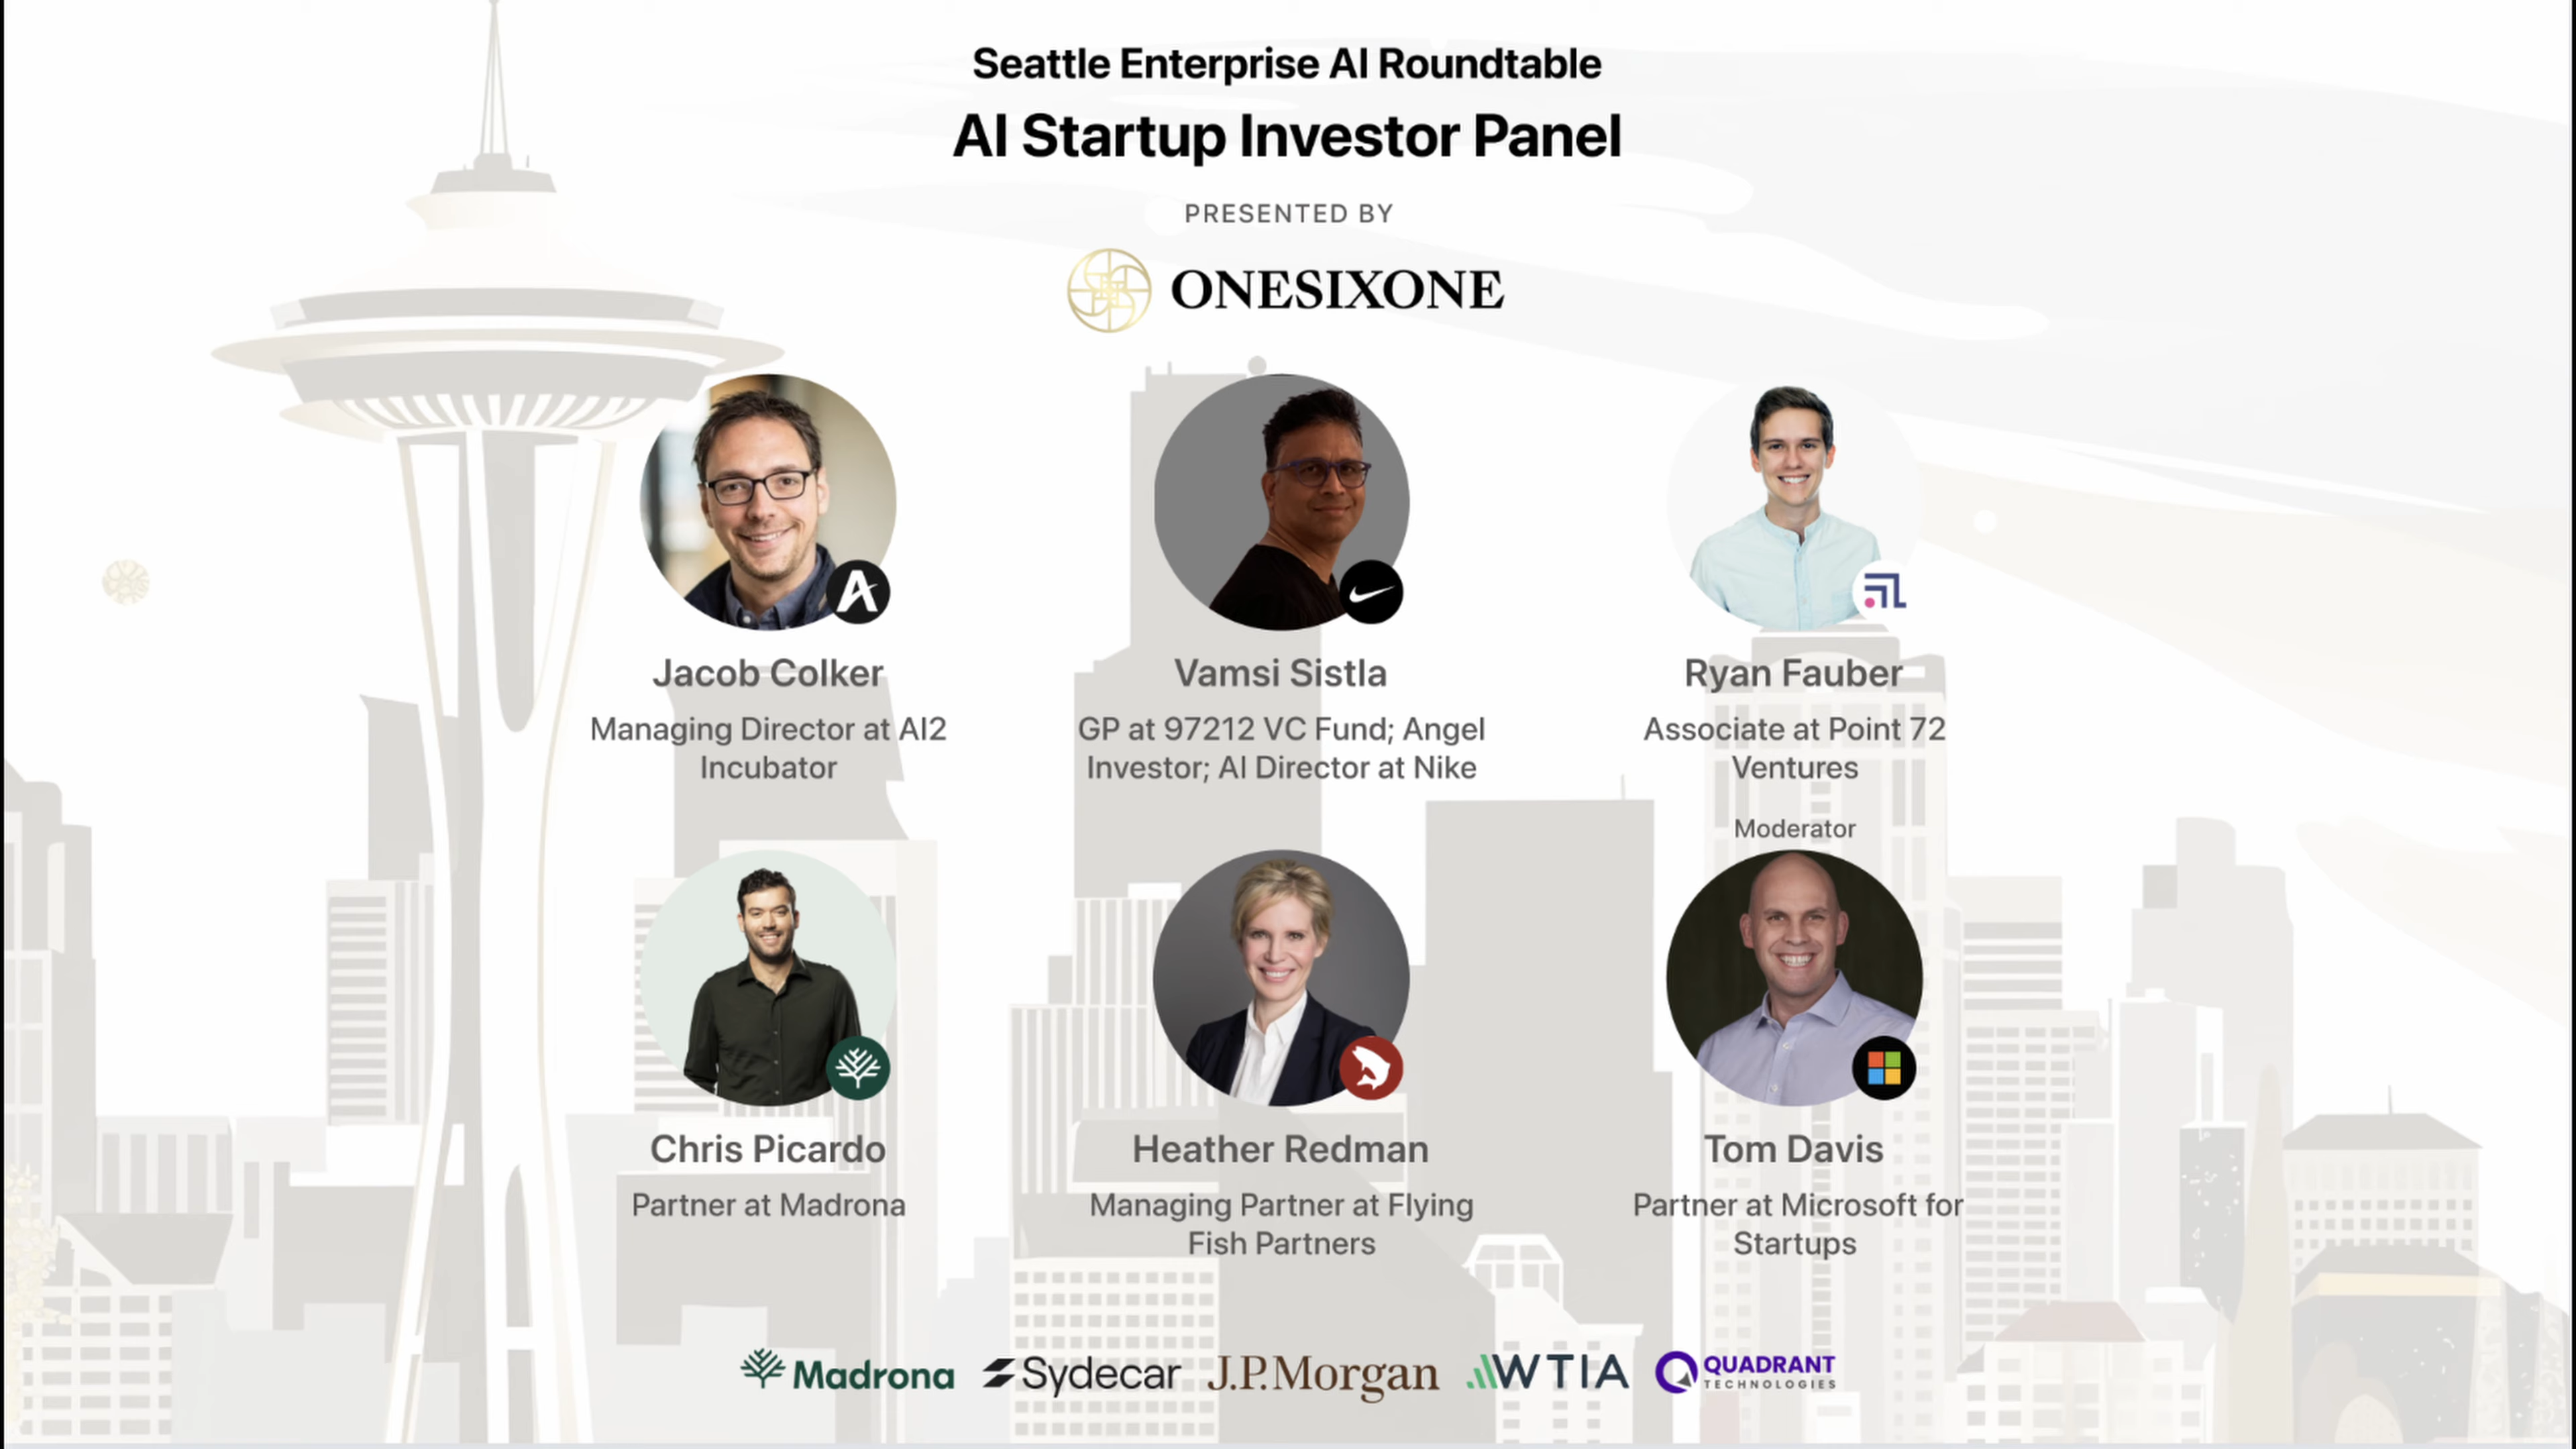 Seattle Enterprise AI Roundtable
AI Startup Investor Panel
PRESENTED BY
ONESIXONE
Jacob Colker
Managing Director at AI2
Incubator
Vamsi Sistla
GP at 97212 VC Fund; Angel
Investor; AI Director at Nike
Ryan Fauber
Associate at Point 72
Ventures
Chris Picardo
Partner at Madrona
Heather Redman
Managing Partner at Flying
Fish Partners
Moderator
Tom Davis
Partner at Microsoft for
Startups
Madrona
Sydecar
J.P.Morgan
WTIA
QUADRANT
TECHNOLOGIES